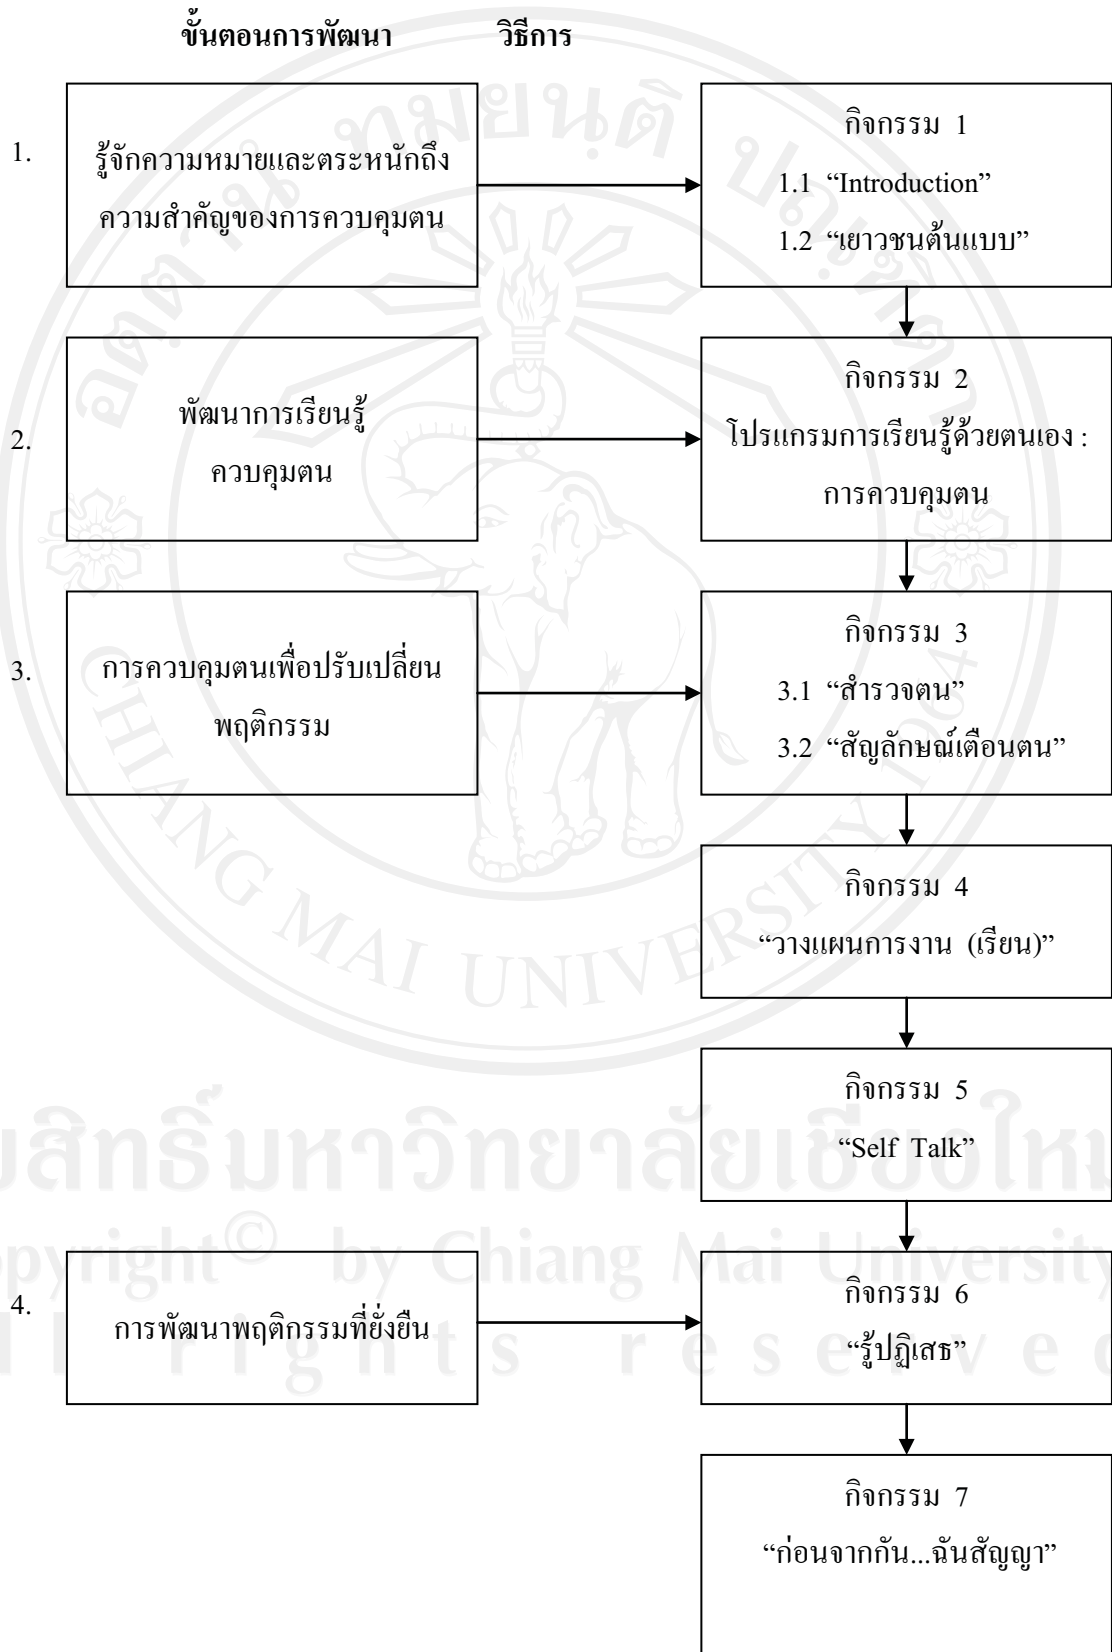 ขั้นตอนการพัฒนา วิธีการ
1.
รู้จักความหมายและตระหนักถึง
ความสำคัญของการควบคุมตน
กิจกรรม 1
1.1 “Introduction”
1.2 “เยาวชนต้นแบบ”
2.
พัฒนาการเรียนรู้
ควบคุมตน
กิจกรรม 2
โปรแกรมการเรียนรู้ด้วยตนเอง :
การควบคุมตน
3.
การควบคุมตนเพื่อปรับเปลี่ยน
พฤติกรรม
กิจกรรม 3
3.1 “สำรวจตน”
3.2 “สัญลักษณ์เตือนตน”
กิจกรรม 4
“วางแผนการงาน (เรียน)”
กิจกรรม 5
“Self Talk”
4.
การพัฒนาพฤติกรรมที่ยั่งยืน
กิจกรรม 6
“รู้ปฏิเสธ”
กิจกรรม 7
“ก่อนจากกัน...ฉันสัญญา”
CHIANG MAI UNIVERSITY 1964
สิทธิ์มหาวิทยาลัยเชียงใหม
opyright© by Chiang Mai University
l rights reserved